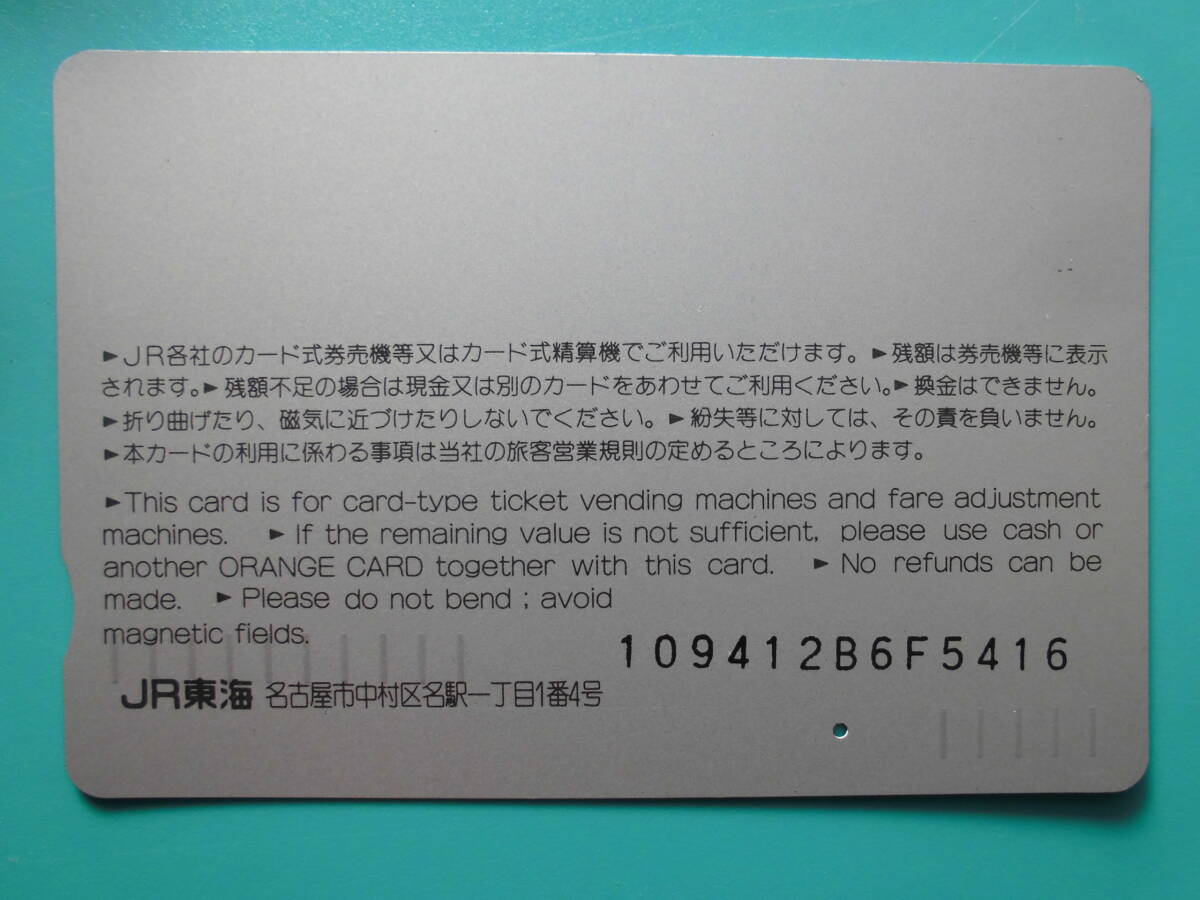 ►JR各社のカード式券売機等又はカード式精算機でご利用いただけます。►残額は券売機等に表示
されます。►残額不足の場合は現金又は別のカードをあわせてご利用ください。►換金はできません。
►折り曲げたり、磁気に近づけたりしないでください。►紛失等に対しては、その責を負いません。
►本カードの利用に係わる事項は当社の旅客営業規則の定めるところによります。
►This card is for card-type ticket vending machines and fare adjustment
machines. ►If the remaining value is not sufficient, please use cash or
another ORANGE CARD together with this card. ►No refunds can be
made. ►Please do not bend ; avoid
magnetic fields.
109412B6F5416
JR東海 名古屋市中村区名駅一丁目1番4号